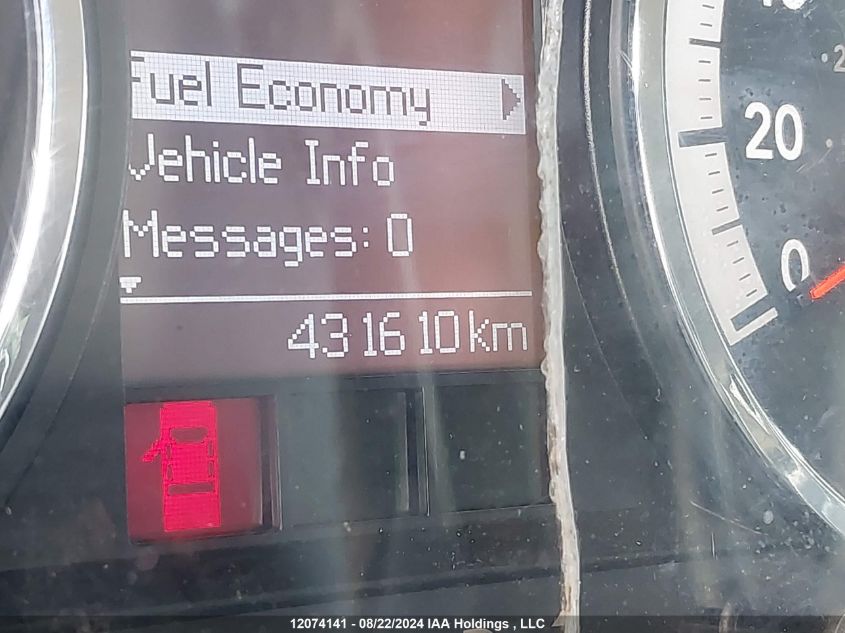 Fuel Economy
Vehicle Info
Messages: 0
431610km
20
0
12074141 - 08/22/2024 IAA Holdings , LLC